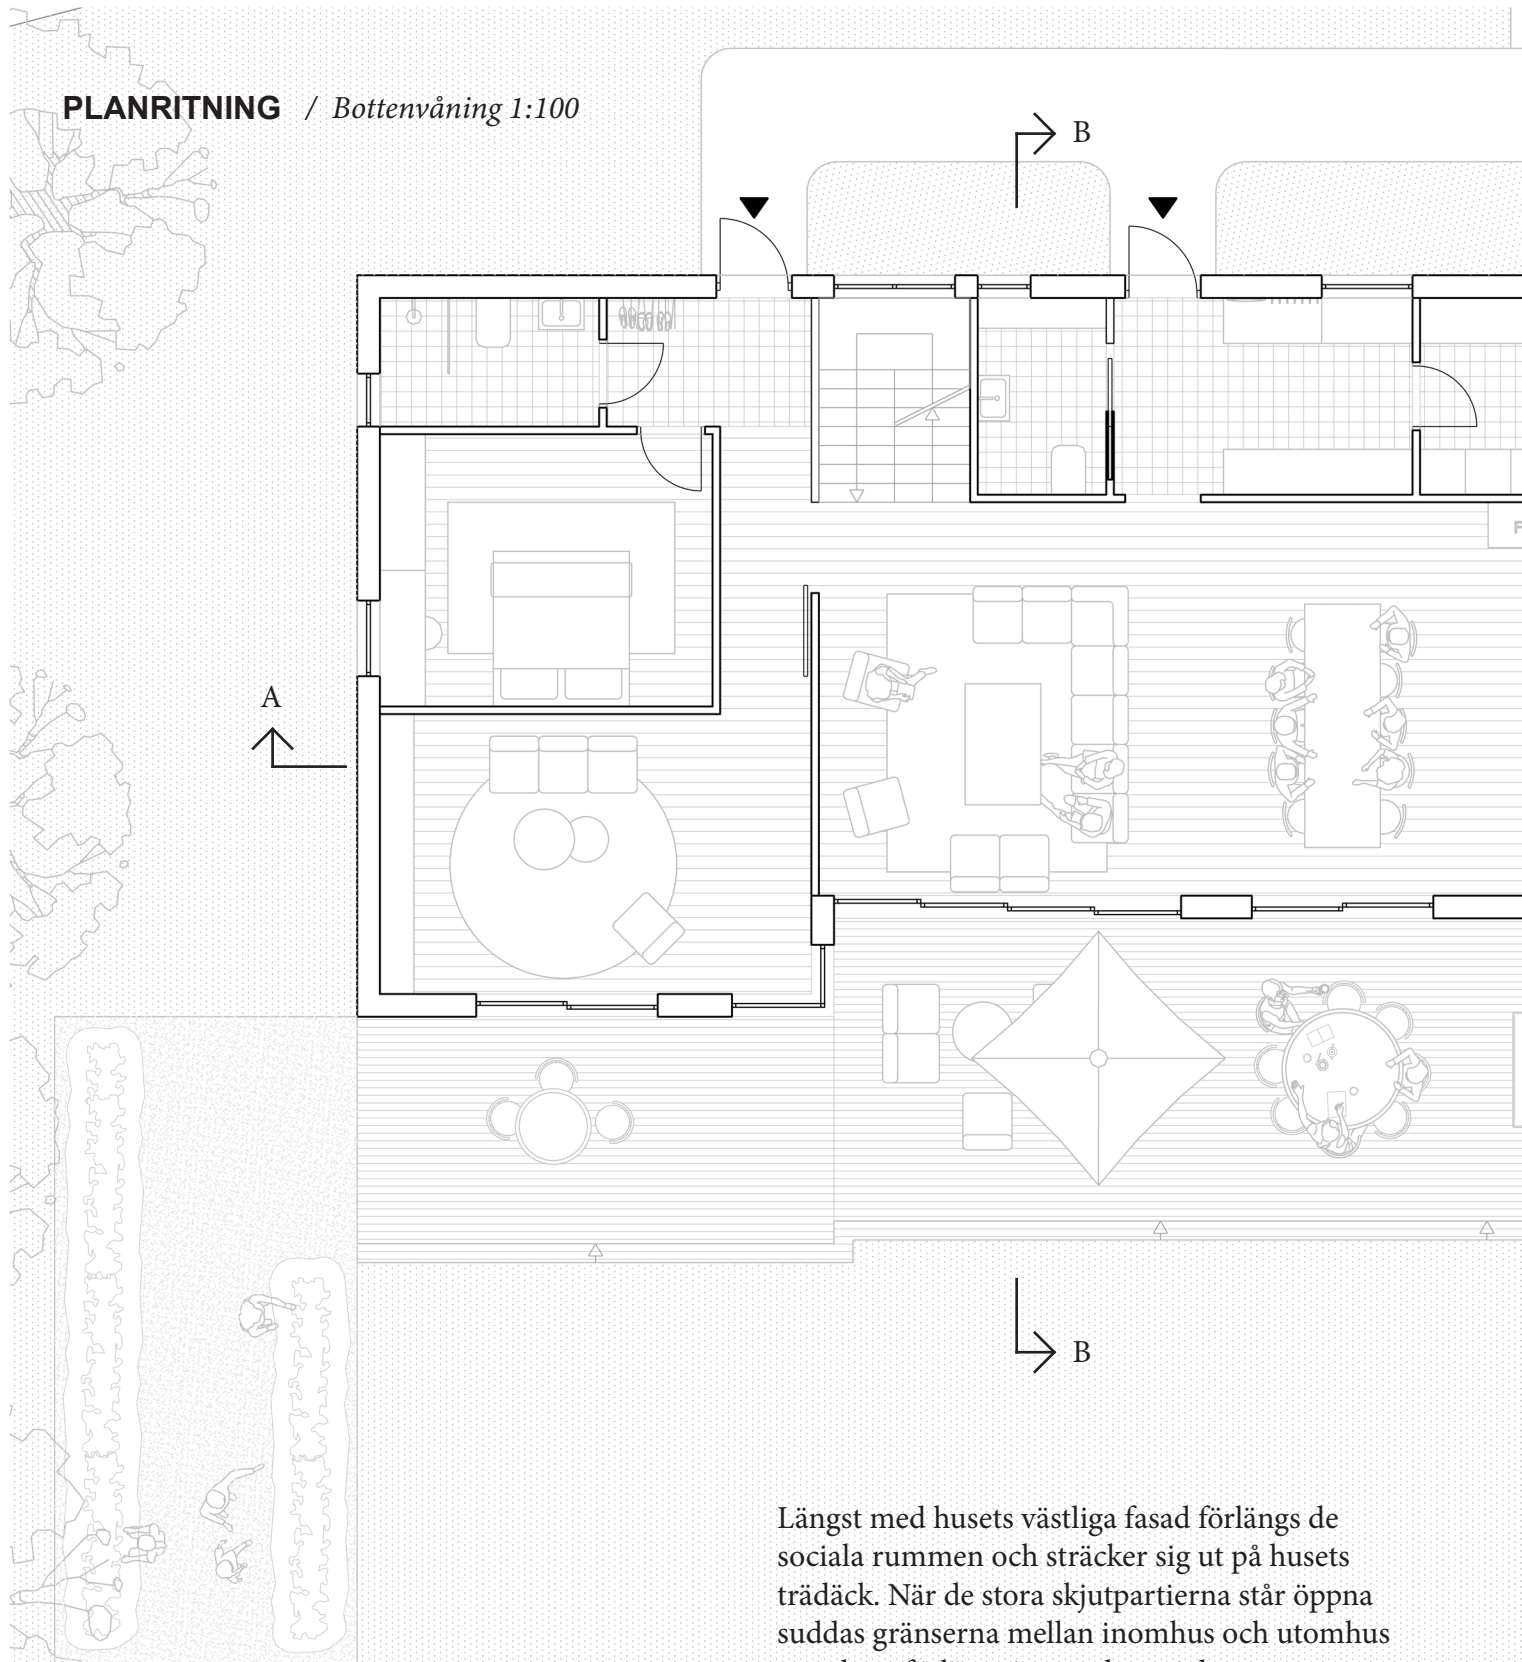 PLANRITNING / Bottenvåning 1:100
B
A
F
B
Längst med husets västliga fasad förlängs de
sociala rummen och sträcker sig ut på husets
trädäck. När de stora skjutpartierna står öppna
suddas gränserna mellan inomhus och utomhus